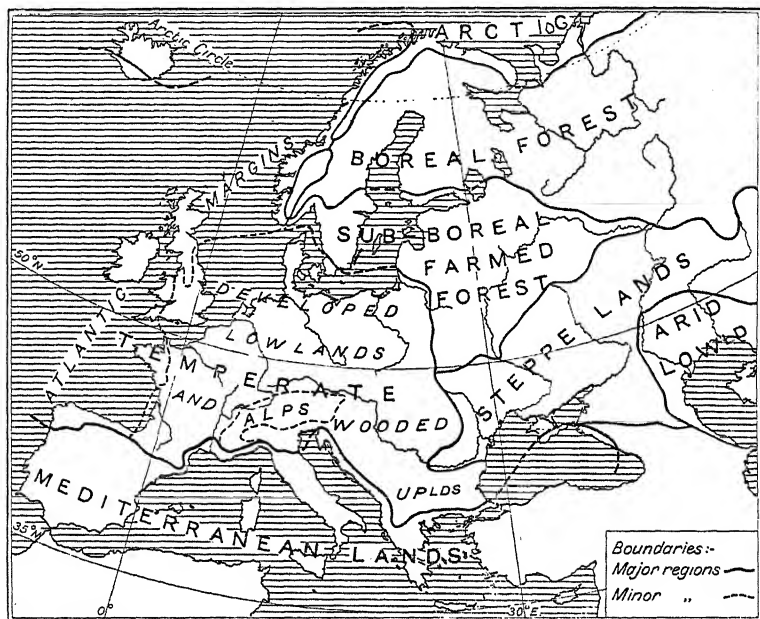 ARCTIC
Arctic Circle
BOREAL FOREST
ATLANTIC MARGINS
SUB-BOREAL
FARMED
FOREST
50°N
DEVELOPED
LOWLANDS
STEPPE LANDS
ARID
LOWLD
TEMPERATE
AND
ALPS
WOODED
UPLDS
MEDITERRANEAN LANDS
35°N
0°
30°E.
Boundaries:-
Major regions
Minor „